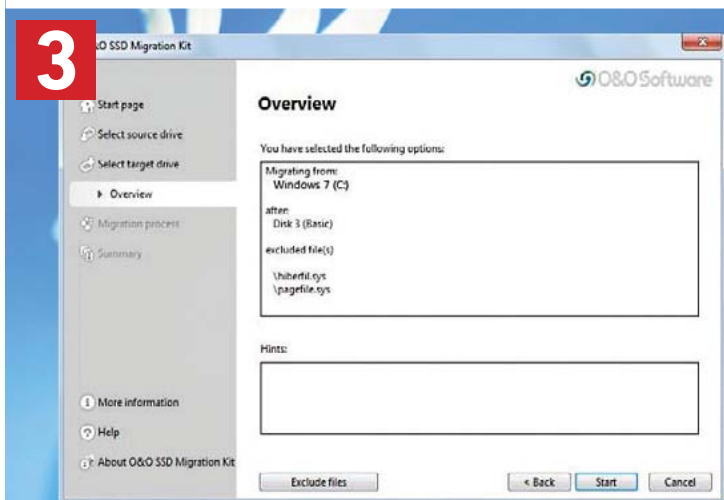 3
O&O SSD Migration Kit
O&O Software
Start page
Select source drive
Select target drive
Overview
Migration process
Summary
More information
Help
About O&O SSD Migration Kit
Overview
You have selected the following options:
Migrating from:
Windows 7 (C:)
after:
Disk 3 (Basic)
excluded file(s)
\hiberfil.sys
\pagefile.sys
Hints:
Exclude files
< Back
Start
Cancel